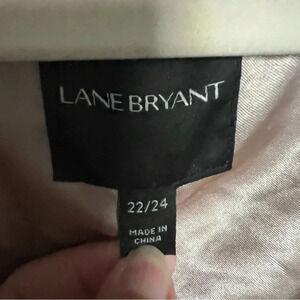 LANE BRYANT
22/24
MADE IN
CHINA